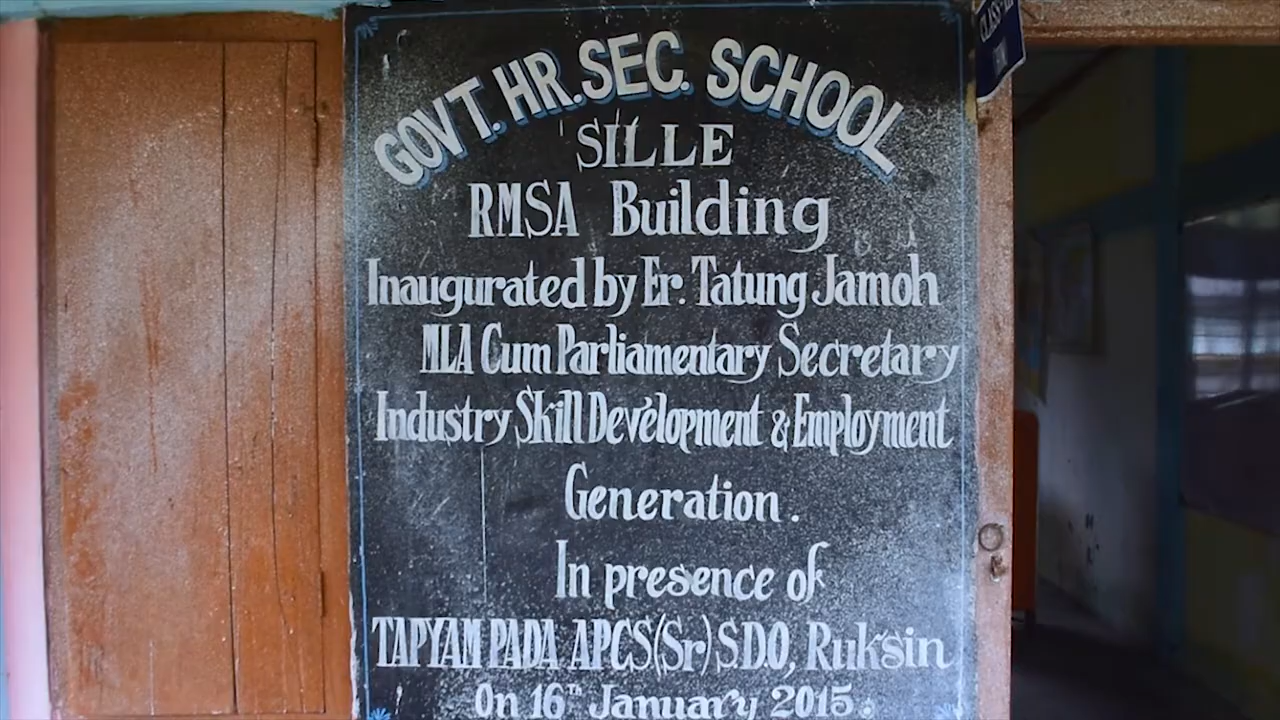 GOVT. HR. SEC. SCHOOL
SILLE
RMSA Building
Inaugurated by Er. Tatung Jamoh
MLA Cum Parliamentary Secretary
Industry Skill Development & Employment
Generation.
In presence of
TAPYAM PADA APCS(Sr) S.D.O, Ruksin
On 16th January 2015.